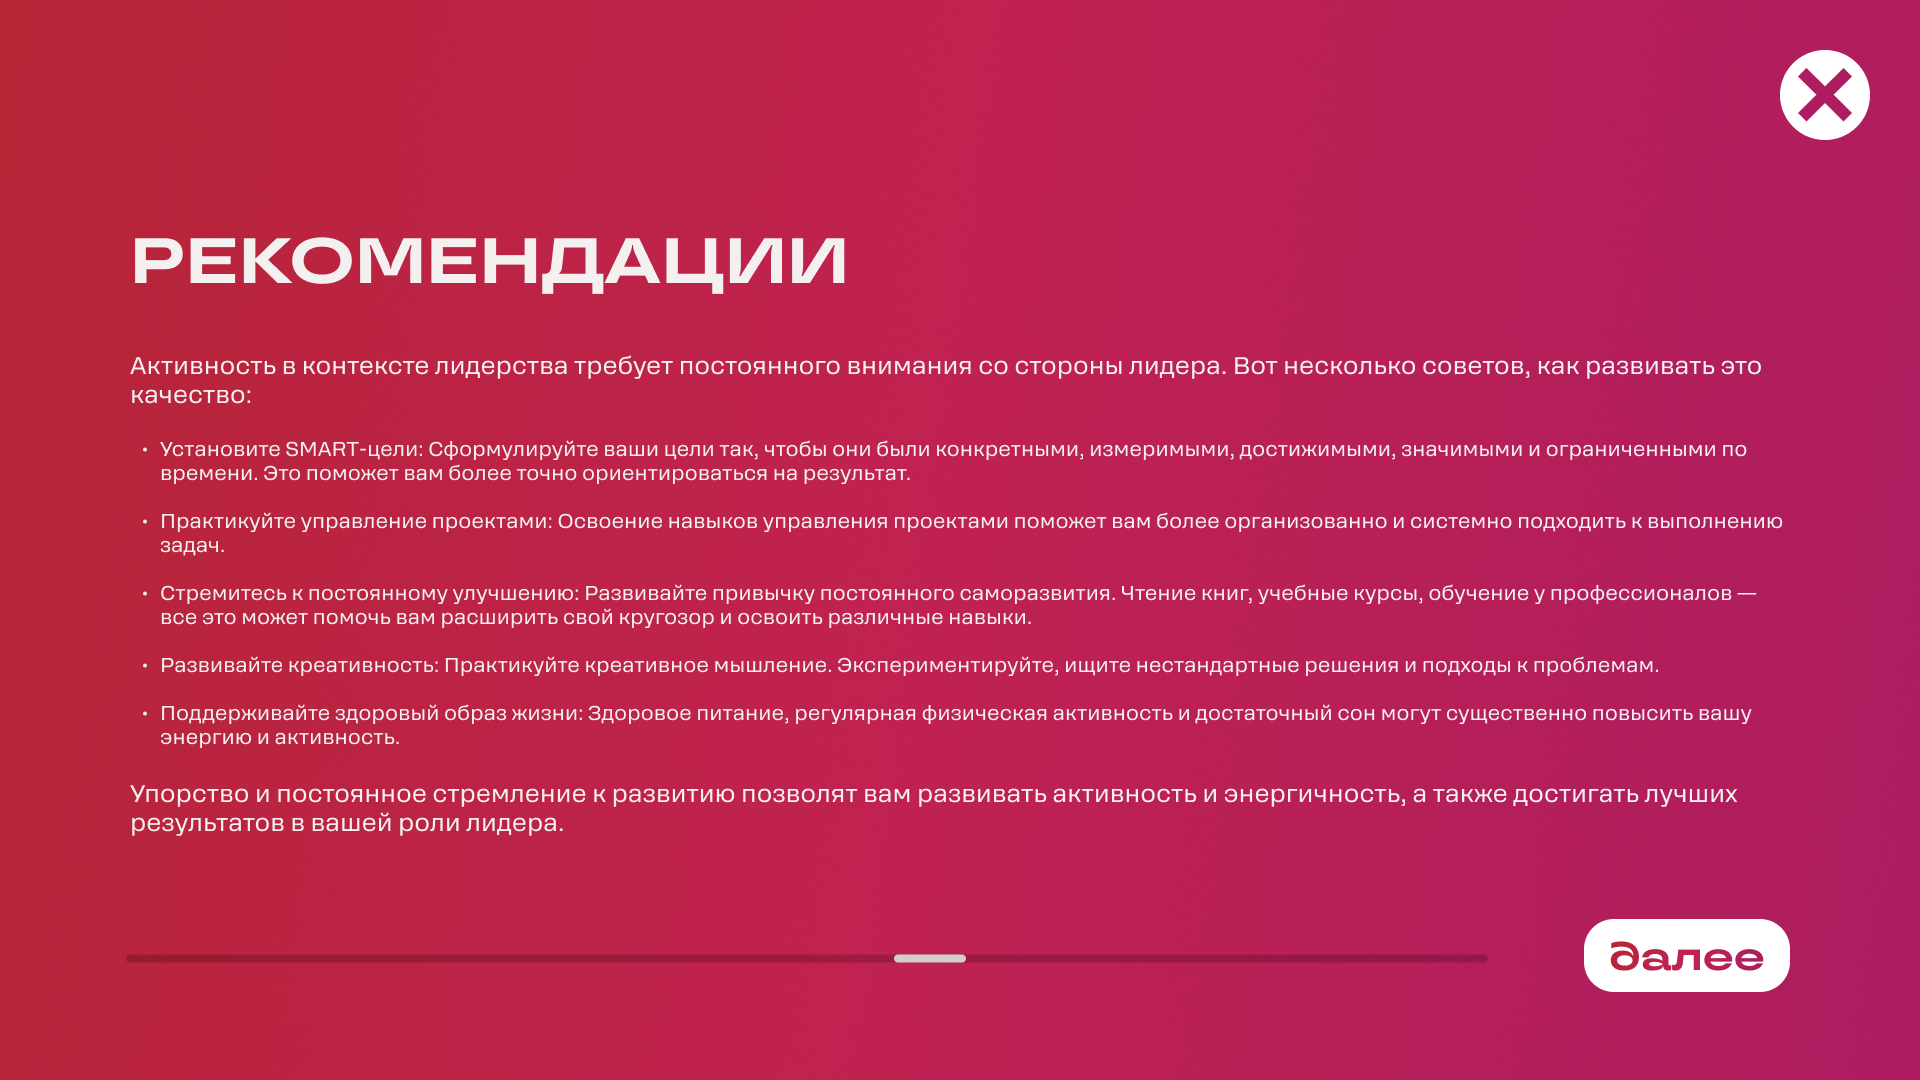 РЕКОМЕНДАЦИИ
Активность в контексте лидерства требует постоянного внимания со стороны лидера. Вот несколько советов, как развивать это
качество:
• Установите SMART-цели: Сформулируйте ваши цели так, чтобы они были конкретными, измеримыми, достижимыми, значимыми и ограниченными по
времени. Это поможет вам более точно ориентироваться на результат.
• Практикуйте управление проектами: Освоение навыков управления проектами поможет вам более организованно и системно подходить к выполнению
задач.
• Стремитесь к постоянному улучшению: Развивайте привычку постоянного саморазвития. Чтение книг, учебные курсы, обучение у профессионалов —
все это может помочь вам расширить свой кругозор и освоить различные навыки.
• Развивайте креативность: Практикуйте креативное мышление. Экспериментируйте, ищите нестандартные решения и подходы к проблемам.
• Поддерживайте здоровый образ жизни: Здоровое питание, регулярная физическая активность и достаточный сон могут существенно повысить вашу
энергию и активность.
Упорство и постоянное стремление к развитию позволят вам развивать активность и энергичность, а также достигать лучших
результатов в вашей роли лидера.
далее